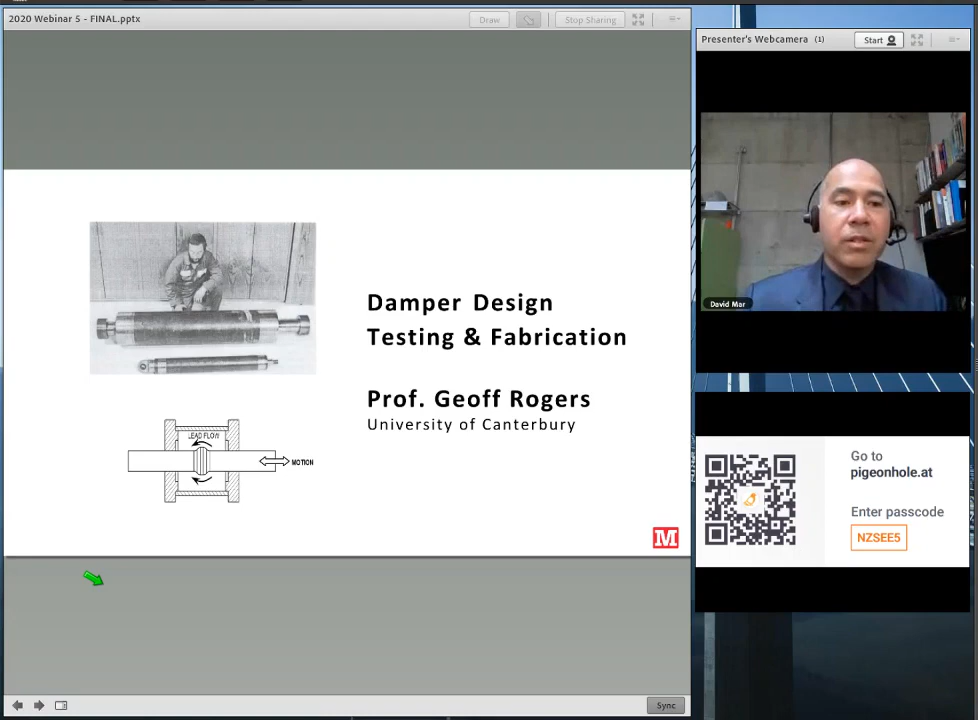 2020 Webinar 5 - FINAL.pptx
Draw
Stop Sharing
Damper Design
Testing & Fabrication
Prof. Geoff Rogers
University of Canterbury
LEAD FLOW
MOTION
M
Sync
Presenter's Webcamera (1)
Start
David Mar
Go to
pigeonhole.at
Enter passcode
NZSEE5